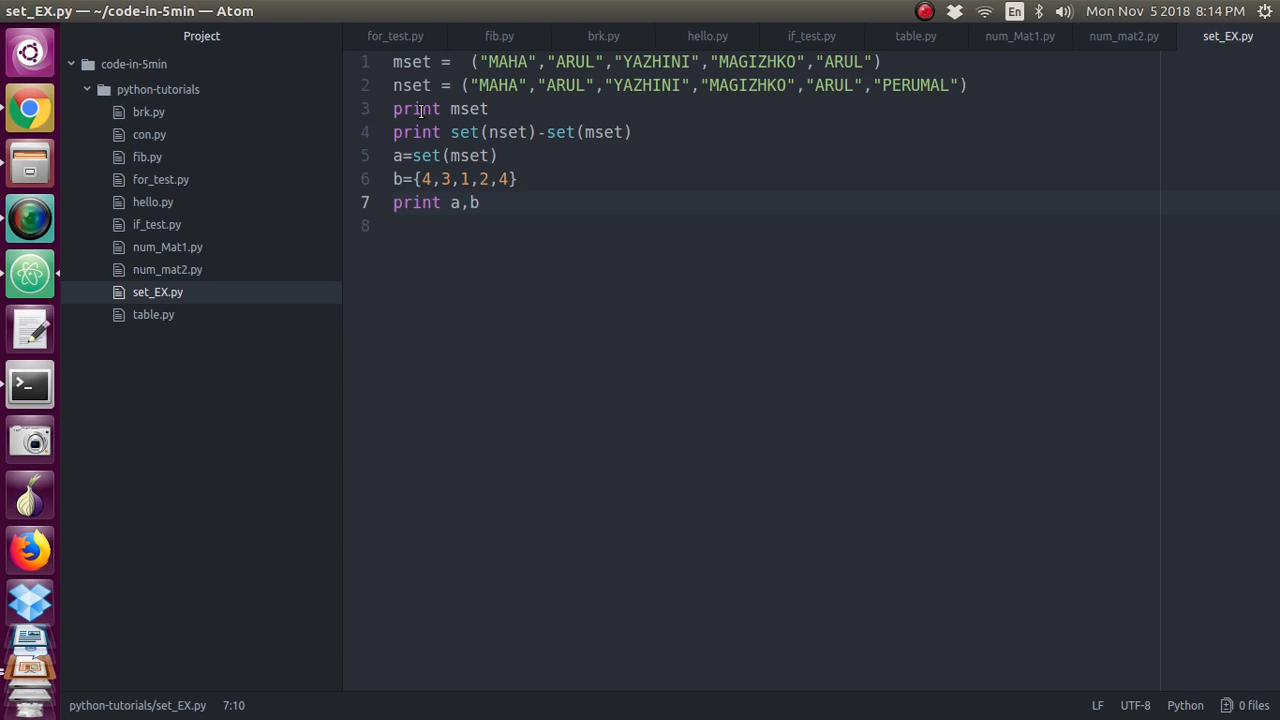 set_EX.py — ~/code-in-5min — Atom
En
Mon Nov 5 2018 8:14 PM
Project
code-in-5min
python-tutorials
brk.py
con.py
fib.py
for_test.py
hello.py
if_test.py
num_Mat1.py
num_mat2.py
set_EX.py
table.py
for_test.py fib.py brk.py hello.py if_test.py table.py num_Mat1.py num_mat2.py set_EX.py
1 mset =  ("MAHA","ARUL","YAZHINI","MAGIZHKO","ARUL")
2 nset = ("MAHA","ARUL","YAZHINI","MAGIZHKO","ARUL","PERUMAL")
3 print mset
4 print set(nset)-set(mset)
5 a=set(mset)
6 b={4,3,1,2,4}
7 print a,b
8
python-tutorials/set_EX.py 7:10 LF UTF-8 Python 0 files